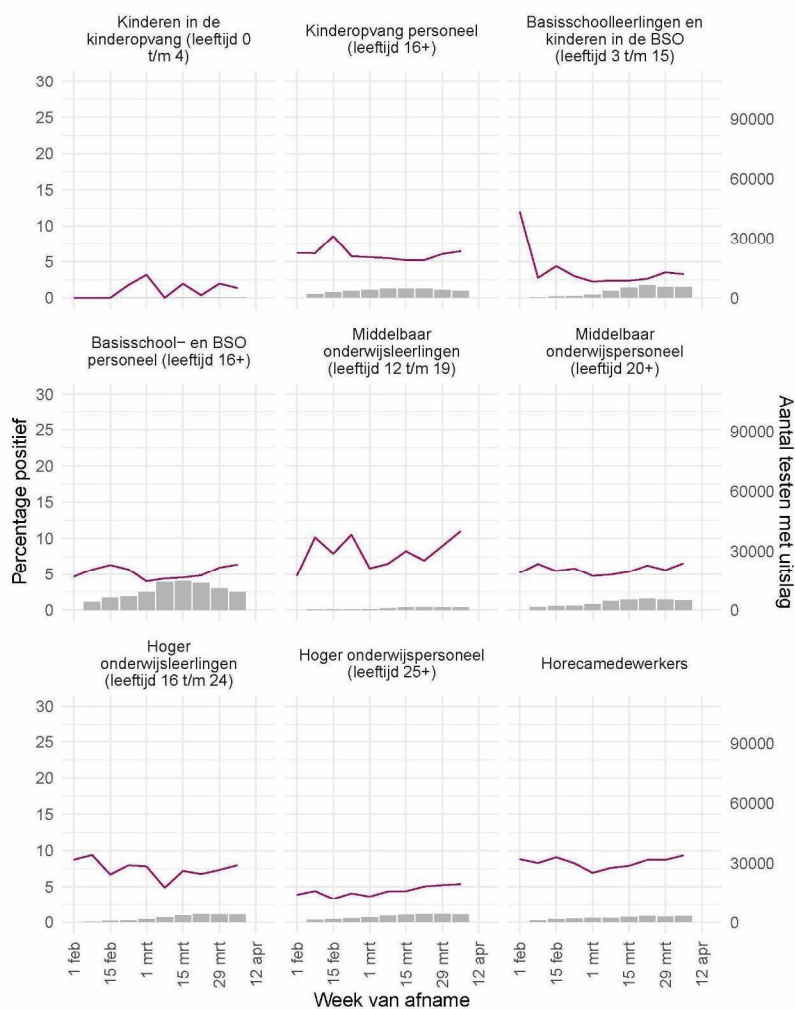 Kinderen in de
kinderopvang (leeftijd 0
t/m 4)
Kinderopvang personeel
(leeftijd 16+)
Basisschoolleerlingen en
kinderen in de BSO
(leeftijd 3 t/m 15)
30
25
20
15
10
5
0
90000
60000
30000
0
Basisschool– en BSO
personeel (leeftijd 16+)
Middelbaar
onderwijsleerlingen
(leeftijd 12 t/m 19)
Middelbaar
onderwijspersoneel
(leeftijd 20+)
Percentage positief
30
25
20
15
10
5
0
90000
60000
30000
0
Aantal testen met uitslag
Hoger
onderwijsleerlingen
(leeftijd 16 t/m 24)
Hoger onderwijspersoneel
(leeftijd 25+)
Horecamedewerkers
30
25
20
15
10
5
0
90000
60000
30000
0
1 feb
15 feb
1 mrt
15 mrt
29 mrt
12 apr
1 feb
15 feb
1 mrt
15 mrt
29 mrt
12 apr
1 feb
15 feb
1 mrt
15 mrt
29 mrt
12 apr
Week van afname